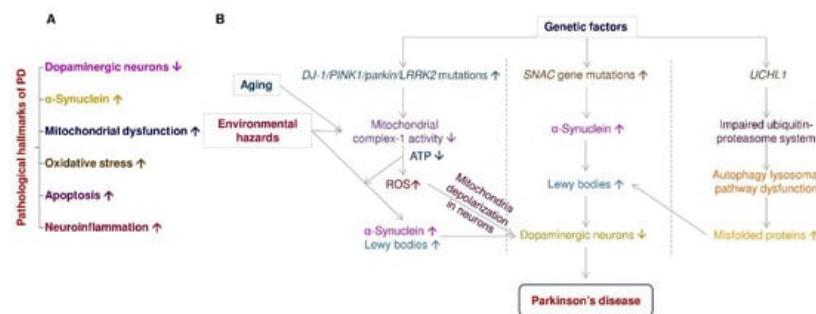 A
Pathological hallmarks of PD
Dopaminergic neurons ↓
α-Synuclein ↑
Mitochondrial dysfunction ↑
Oxidative stress ↑
Apoptosis ↑
Neuroinflammation ↑
B
Genetic factors
Aging
Environmental
hazards
DJ-1/PINK1/parkin/LRRK2 mutations ↑
Mitochondrial
complex-1 activity ↓
ATP ↓
ROS↑
Mitochondria
depolarization
in neurons
α-Synuclein ↑
Lewy bodies ↑
SNAC gene mutations ↑
α-Synuclein ↑
Lewy bodies ↑
Dopaminergic neurons ↓
Parkinson's disease
UCHL1
Impaired ubiquitin-
proteasome system
Autophagy lysosoma
pathway dysfunction
Misfolded proteins ↑